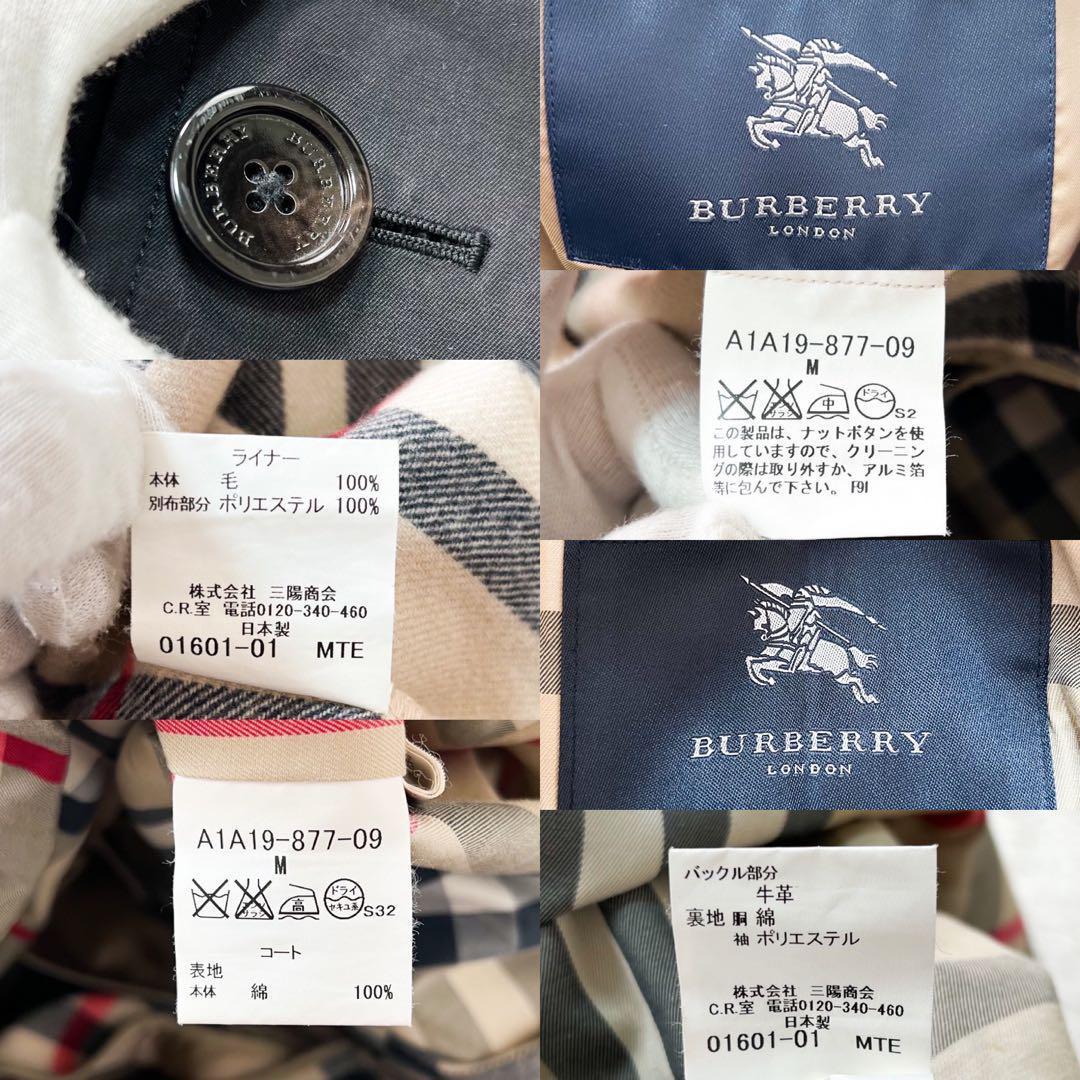 BURBERRY BURBERRY
BURBERRY
LONDON
A1A19-877-09
M
サラシ
中
ドライ
S2
この製品は、ナットボタンを使
用していますので、クリーニン
グの際は取り外すか、アルミ箔
等に包んで下さい。 F9F
ライナー
本体 毛 100%
別布部分 ポリエステル 100%
株式会社 三陽商会
C.R.室 電話0120-340-460
日本製
01601-01 MTE
BURBERRY
LONDON
A1A19-877-09
M
サラシ
高
ドライ
セキユ系
S32
コート
表地
本体 綿 100%
バックル部分
牛革
裏地 胴 綿
袖 ポリエステル
株式会社 三陽商会
C.R.室 電話0120-340-460
日本製
01601-01 MTE